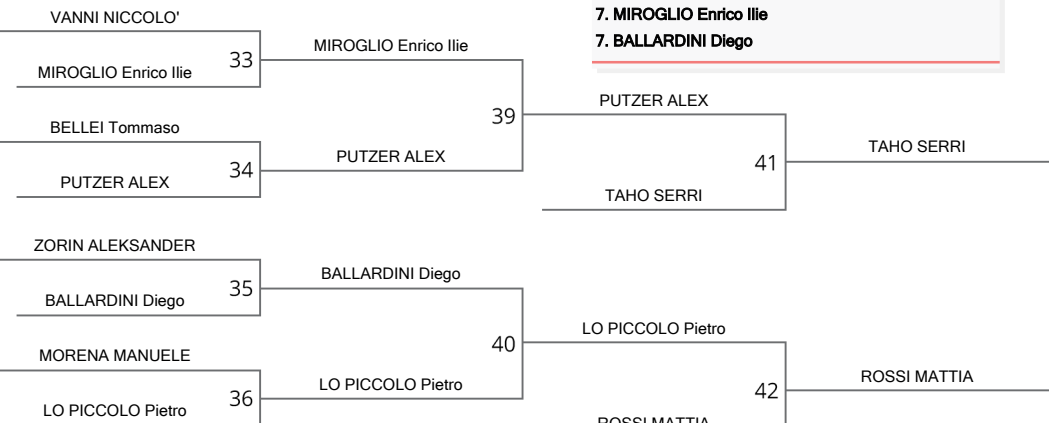 7. MIROGLIO Enrico Ilie
7. BALLARDINI Diego
VANNI NICCOLO'
33
MIROGLIO Enrico Ilie
MIROGLIO Enrico Ilie
39
BELLEI Tommaso
34
PUTZER ALEX
PUTZER ALEX
PUTZER ALEX
41
TAHO SERRI
TAHO SERRI
ZORIN ALEKSANDER
35
BALLARDINI Diego
BALLARDINI Diego
40
MORENA MANUELE
36
LO PICCOLO Pietro
LO PICCOLO Pietro
LO PICCOLO Pietro
42
ROSSI MATTIA
ROSSI MATTIA